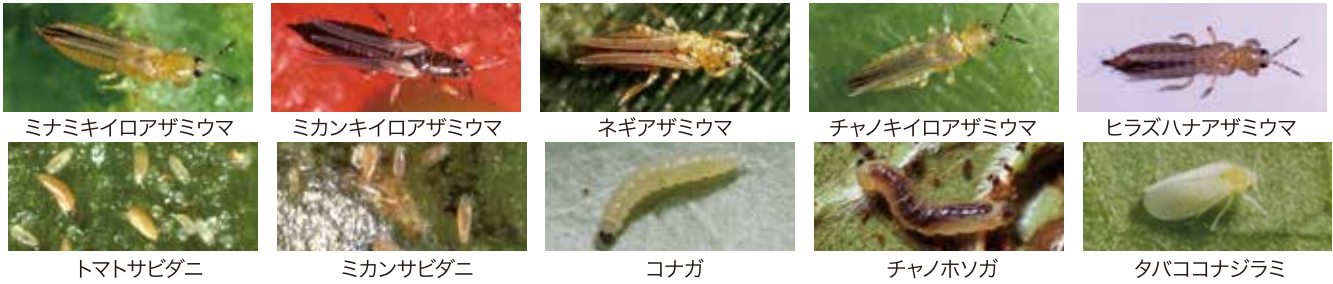 ミナミキイロアザミウマ
ミカンキイロアザミウマ
ネギアザミウマ
チャノキイロアザミウマ
ヒラズハナアザミウマ
トマトサビダニ
ミカンサビダニ
コナガ
チャノホソガ
タバココナジラミ